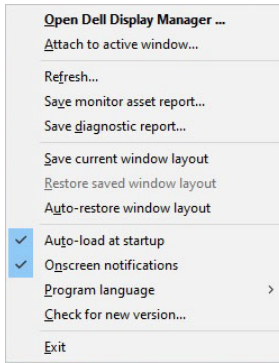 Open Dell Display Manager ...
Attach to active window...
Refresh...
Save monitor asset report...
Save diagnostic report...
Save current window layout
Restore saved window layout
Auto-restore window layout
Auto-load at startup
Onscreen notifications
Program language
Check for new version...
Exit